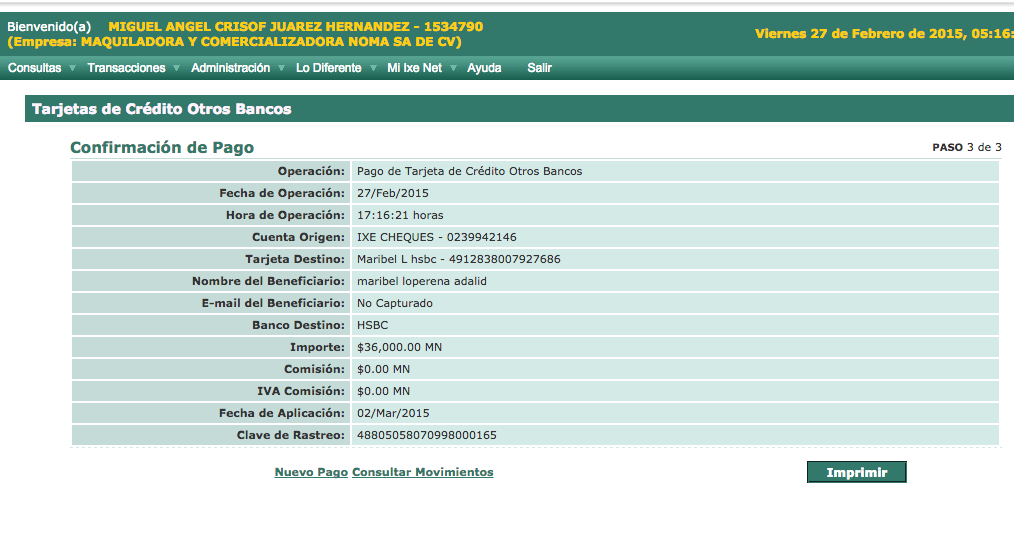 Bienvenido(a) MIGUEL ANGEL CRISOF JUAREZ HERNANDEZ - 1534790
(Empresa: MAQUILADORA Y COMERCIALIZADORA NOMA SA DE CV)
Viernes 27 de Febrero de 2015, 05:16:
Consultas Transacciones Administración Lo Diferente Mi Ixe Net Ayuda Salir
Tarjetas de Crédito Otros Bancos
Confirmación de Pago PASO 3 de 3
Operación: Pago de Tarjeta de Crédito Otros Bancos
Fecha de Operación: 27/Feb/2015
Hora de Operación: 17:16:21 horas
Cuenta Origen: IXE CHEQUES - 0239942146
Tarjeta Destino: Maribel L hsbc - 4912838007927686
Nombre del Beneficiario: maribel loperena adalid
E-mail del Beneficiario: No Capturado
Banco Destino: HSBC
Importe: $36,000.00 MN
Comisión: $0.00 MN
IVA Comisión: $0.00 MN
Fecha de Aplicación: 02/Mar/2015
Clave de Rastreo: 48805058070998000165
Nuevo Pago Consultar Movimientos Imprimir